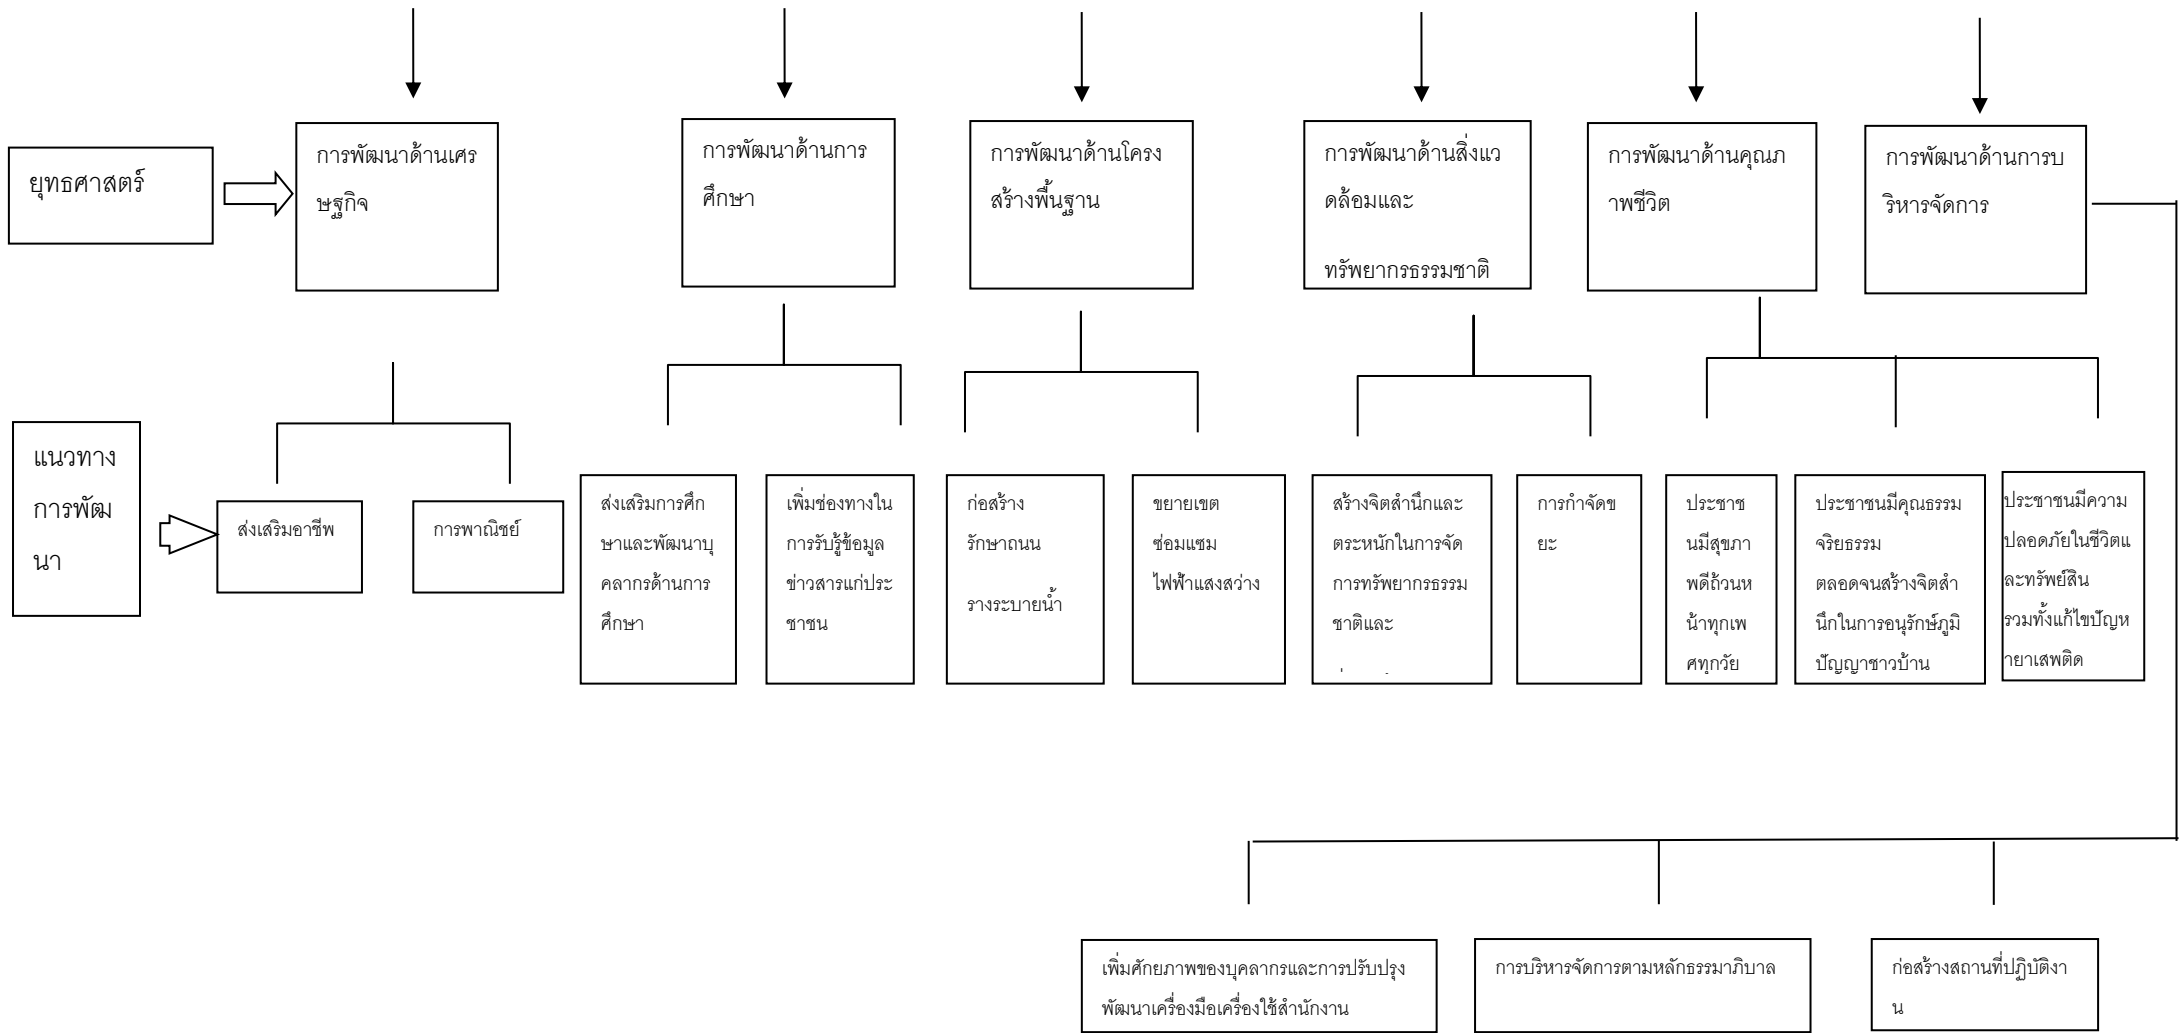 ยุทธศาสตร์
การพัฒนาด้านเศร
ษฐกิจ
การพัฒนาด้านการ
ศึกษา
การพัฒนาด้านโครง
สร้างพื้นฐาน
การพัฒนาด้านสิ่งแว
ดล้อมและ
ทรัพยากรธรรมชาติ
การพัฒนาด้านคุณภ
าพชีวิต
การพัฒนาด้านการบ
ริหารจัดการ
แนวทาง
การพัฒ
นา
ส่งเสริมอาชีพ
การพาณิชย์
ส่งเสริมการศึก
ษาและพัฒนาบุ
คลากรด้านการ
ศึกษา
เพิ่มช่องทางใน
การรับรู้ข้อมูล
ข่าวสารแก่ประ
ชาชน
ก่อสร้าง
รักษาถนน
รางระบายน้ำ
ขยายเขต
ซ่อมแซม
ไฟฟ้าแสงสว่าง
สร้างจิตสำนึกและ
ตระหนักในการจัด
การทรัพยากรธรรม
ชาติและ
การกำจัดข
ยะ
ประชาช
นมีสุขภา
พดีถ้วนห
น้าทุกเพ
ศทุกวัย
ประชาชนมีคุณธรรม
จริยธรรม
ตลอดจนสร้างจิตสำ
นึกในการอนุรักษ์ภูมิ
ปัญญาชาวบ้าน
ประชาชนมีความ
ปลอดภัยในชีวิตแ
ละทรัพย์สิน
รวมทั้งแก้ไขปัญห
ายาเสพติด
เพิ่มศักยภาพของบุคลากรและการปรับปรุง
พัฒนาเครื่องมือเครื่องใช้สำนักงาน
การบริหารจัดการตามหลักธรรมาภิบาล
ก่อสร้างสถานที่ปฏิบัติงา
น